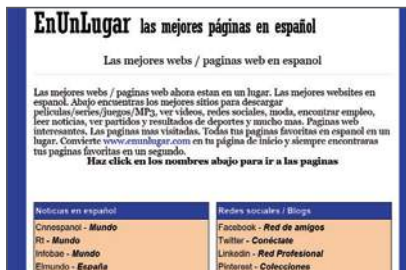 EnUnLugar las mejores páginas en español
Las mejores webs / paginas web en espanol
Las mejores webs / paginas web ahora estan en un lugar. Las mejores websites en
espanol. Abajo encuentras los mejores sitios para descargar
peliculas/series/juegos/MP3, ver videos, redes sociales, moda, encontrar empleo,
leer noticias, ver partidos y resultados de deportes y mucho mas. Paginas web
interesantes, Las paginas mas visitadas. Todas tus paginas favoritas en espanol en un
lugar. Convierte www.enunlugar.com en tu página de inicio y siempre encontraras
tus paginas favoritas en un segundo.
Haz click en los nombres abajo para ir a las paginas
Noticias en español
Cnnespanol - Mundo
Rt - Mundo
Infobae - Mundo
Elmundo - España
Redes sociales / Blogs
Facebook - Red de amigos
Twitter - Conéctate
Linkedin - Red Profesional
Pinterest - Colecciones